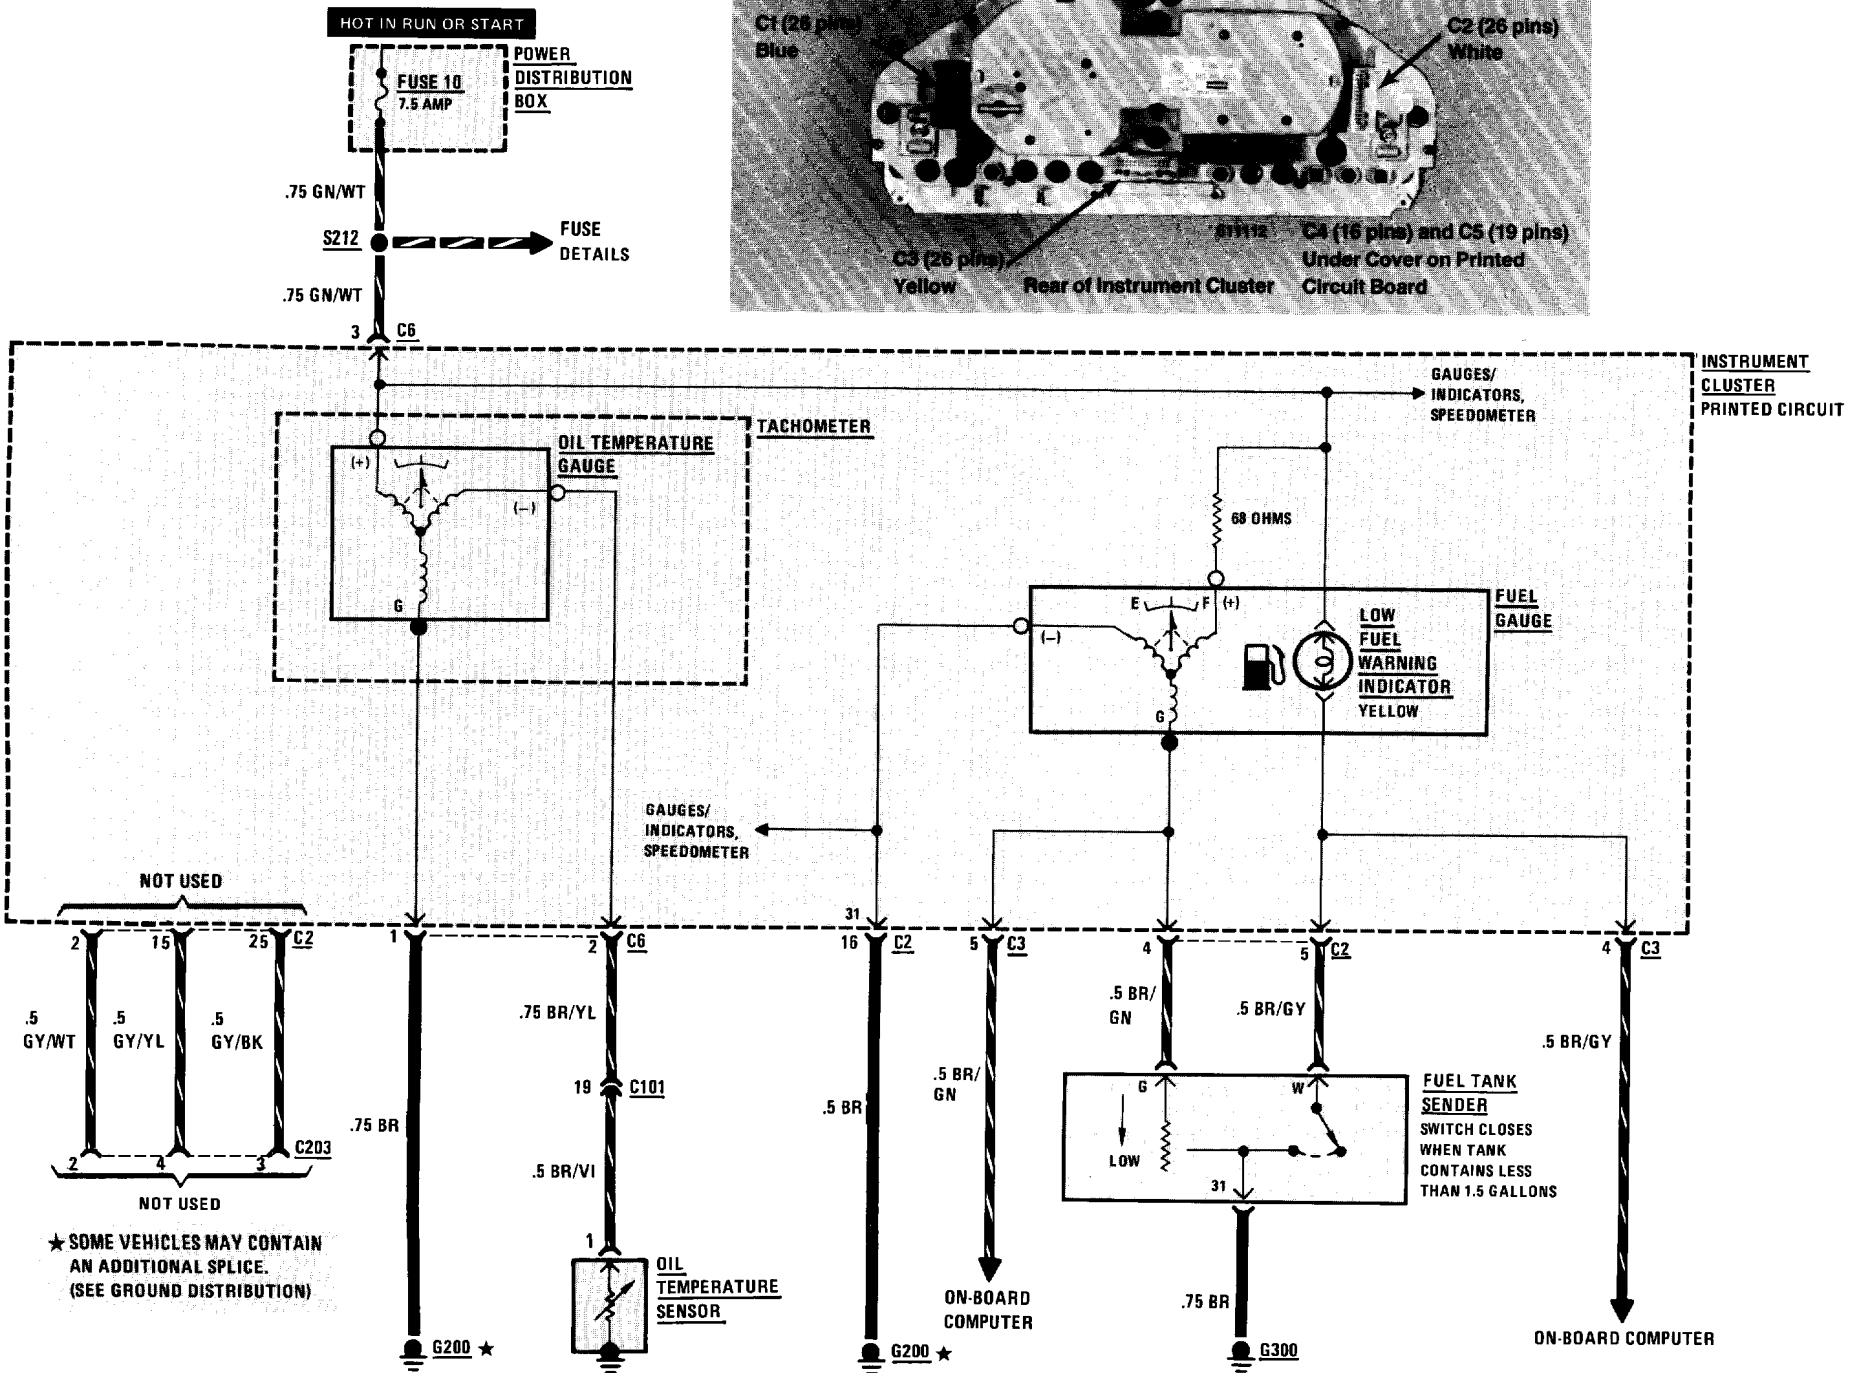 HOT IN RUN OR START
POWER
DISTRIBUTION
BOX
FUSE 10
7.5 AMP
.75 GN/WT
S212
FUSE
DETAILS
.75 GN/WT
3
C6
C1 (26 pins)
Blue
C2 (26 pins)
White
C3 (26 pins)
Yellow
Rear of Instrument Cluster
C4 (16 pins) and C5 (19 pins)
Under Cover on Printed
Circuit Board
INSTRUMENT
CLUSTER
PRINTED CIRCUIT
GAUGES/
INDICATORS,
SPEEDOMETER
TACHOMETER
OIL TEMPERATURE
GAUGE
(+)
(−)
G
68 OHMS
FUEL
GAUGE
E
F
(+)
(−)
G
LOW
FUEL
WARNING
INDICATOR
YELLOW
GAUGES/
INDICATORS,
SPEEDOMETER
NOT USED
2
15
25
C2
1
2
C6
31
16
C2
5
C3
4
5
C2
4
C3
.5
GY/WT
.5
GY/YL
.5
GY/BK
.75 BR/YL
.5 BR/
GN
.5 BR/GY
.5 BR/GY
19
C101
.75 BR
.5 BR
.5 BR/
GN
.5 BR/VI
2
4
3
C203
NOT USED
G
W
LOW
31
FUEL TANK
SENDER
SWITCH CLOSES
WHEN TANK
CONTAINS LESS
THAN 1.5 GALLONS
★ SOME VEHICLES MAY CONTAIN
AN ADDITIONAL SPLICE.
(SEE GROUND DISTRIBUTION)
1
OIL
TEMPERATURE
SENSOR
.75 BR
ON-BOARD
COMPUTER
ON-BOARD COMPUTER
G200 ★
G200 ★
G300